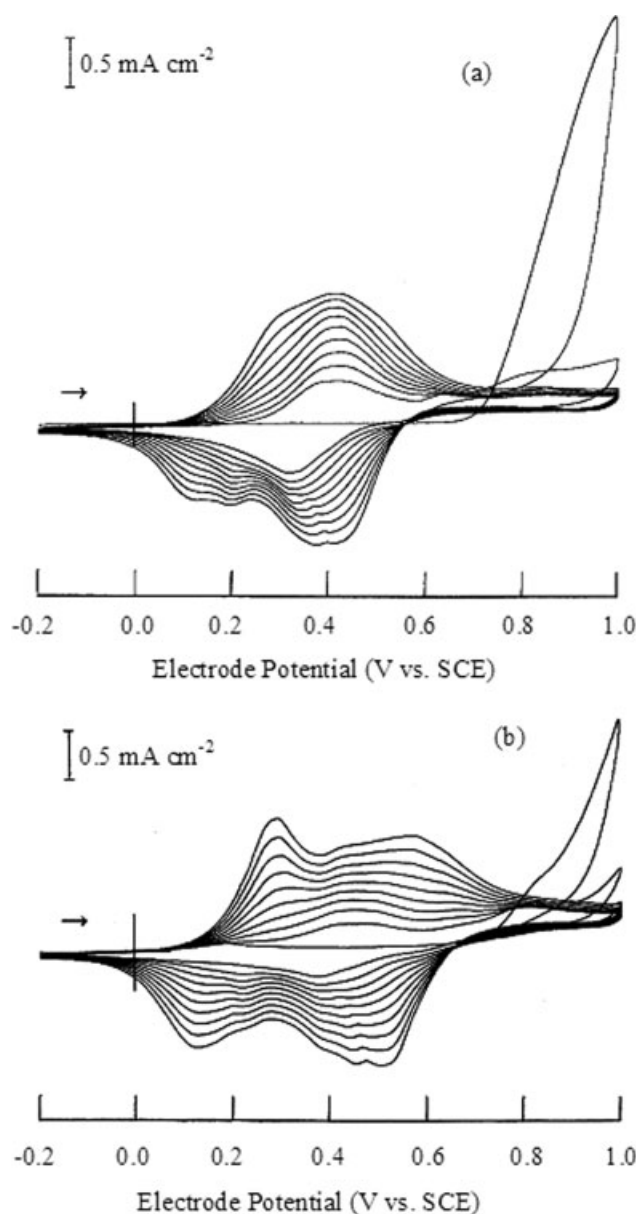 (a)
0.5 mA cm⁻²
→
-0.2 0.0 0.2 0.4 0.6 0.8 1.0
Electrode Potential (V vs. SCE)
(b)
0.5 mA cm⁻²
→
-0.2 0.0 0.2 0.4 0.6 0.8 1.0
Electrode Potential (V vs. SCE)